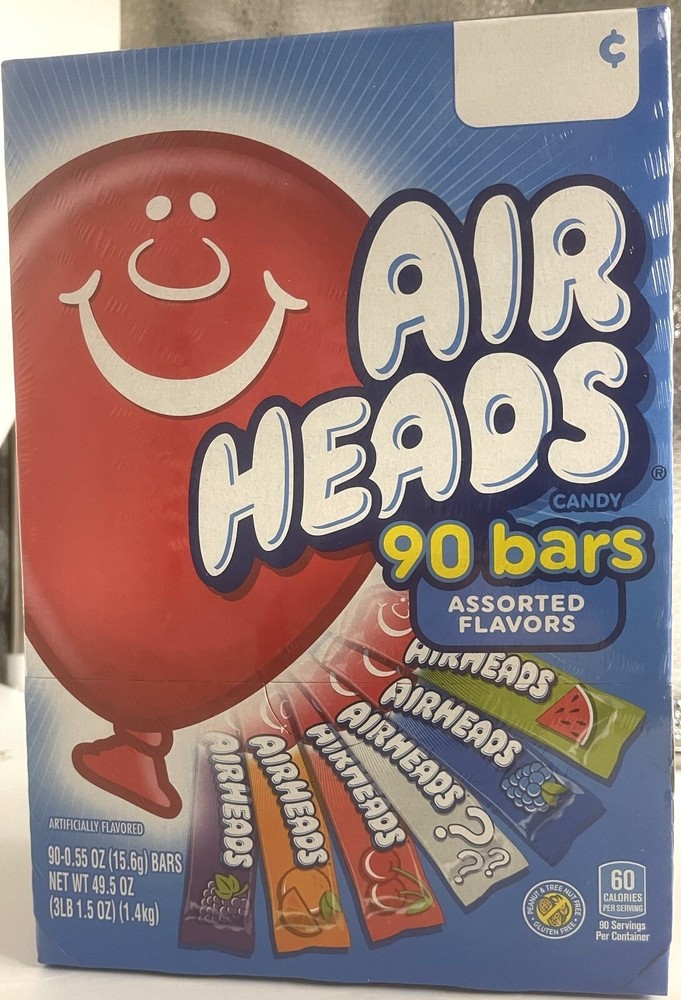 ¢
AIR
HEADS®
CANDY
90 bars
ASSORTED
FLAVORS
AIRHEADS
AIRHEADS
AIRHEADS
AIRHEADS
AIRHEADS
AIRHEADS
???
ARTIFICIALLY FLAVORED
90-0.55 OZ (15.6g) BARS
NET WT 49.5 OZ
(3LB 1.5 OZ) (1.4kg)
PEANUT & TREE NUT FREE
• GLUTEN FREE •
60
CALORIES
PER SERVING
90 Servings
Per Container